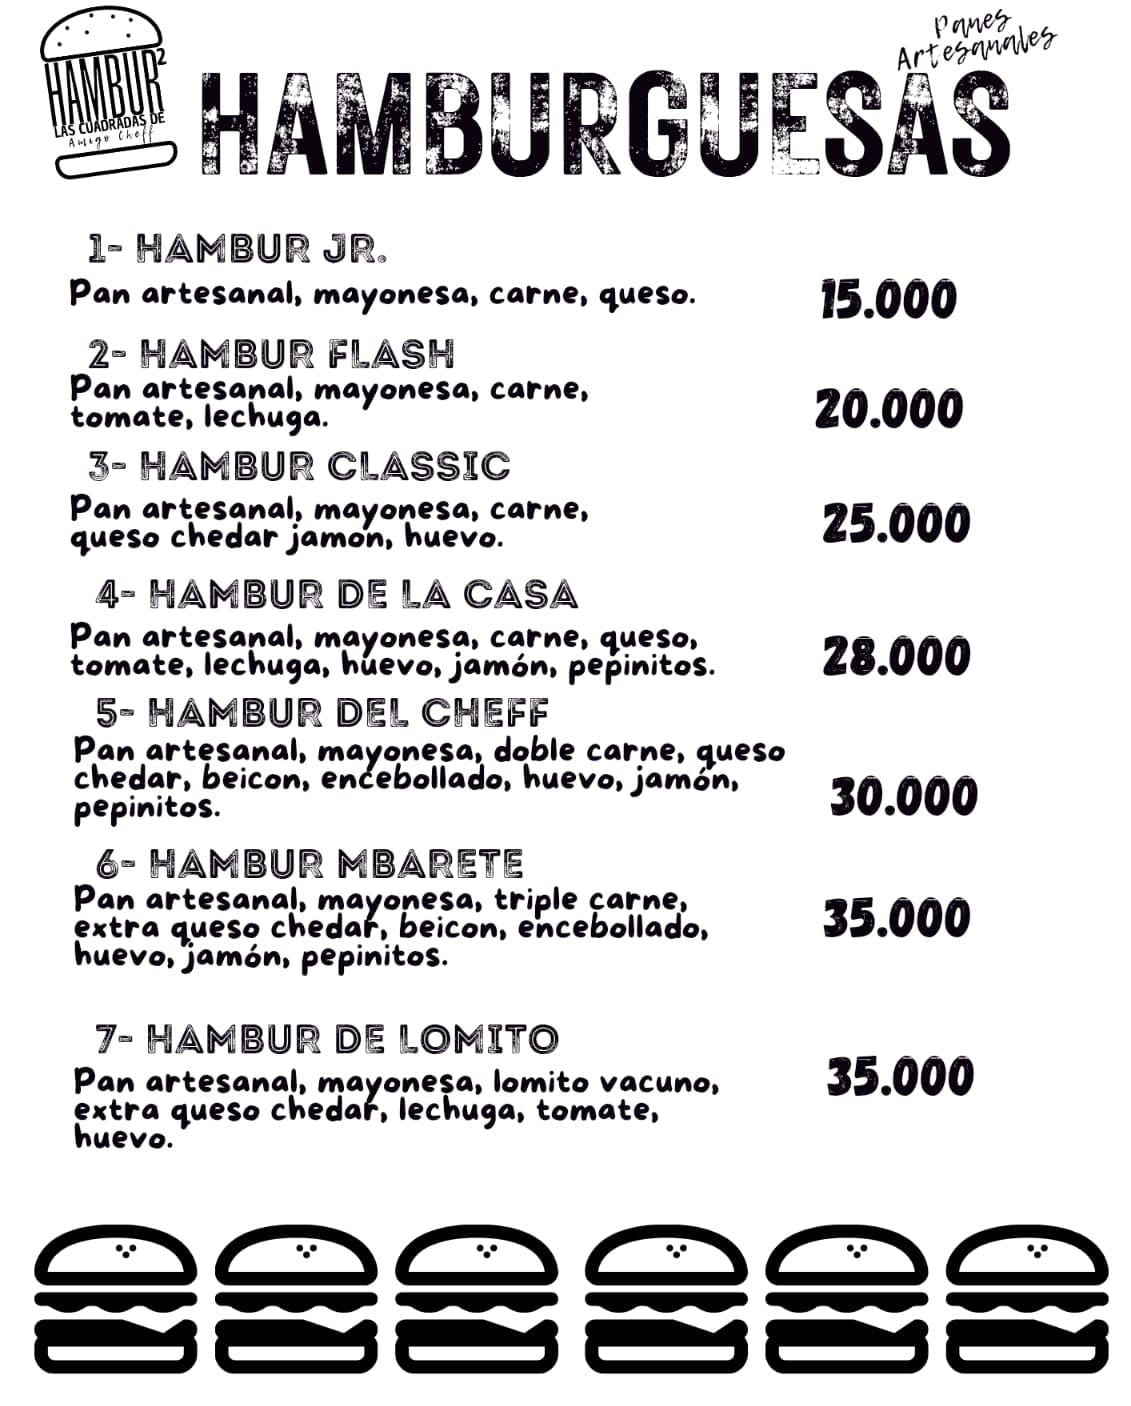 HAMBUR²
LAS CUADRADAS DE
Amigo Cheff
Panes
Artesanales
HAMBURGUESAS
1- HAMBUR JR.
Pan artesanal, mayonesa, carne, queso.
15.000
2- HAMBUR FLASH
Pan artesanal, mayonesa, carne,
tomate, lechuga.
20.000
3- HAMBUR CLASSIC
Pan artesanal, mayonesa, carne,
queso chedar jamon, huevo.
25.000
4- HAMBUR DE LA CASA
Pan artesanal, mayonesa, carne, queso,
tomate, lechuga, huevo, jamón, pepinitos.
28.000
5- HAMBUR DEL CHEFF
Pan artesanal, mayonesa, doble carne, queso
chedar, beicon, encebollado, huevo, jamón,
pepinitos.
30.000
6- HAMBUR MBARETE
Pan artesanal, mayonesa, triple carne,
extra queso chedar, beicon, encebollado,
huevo, jamón, pepinitos.
35.000
7- HAMBUR DE LOMITO
Pan artesanal, mayonesa, lomito vacuno,
extra queso chedar, lechuga, tomate,
huevo.
35.000